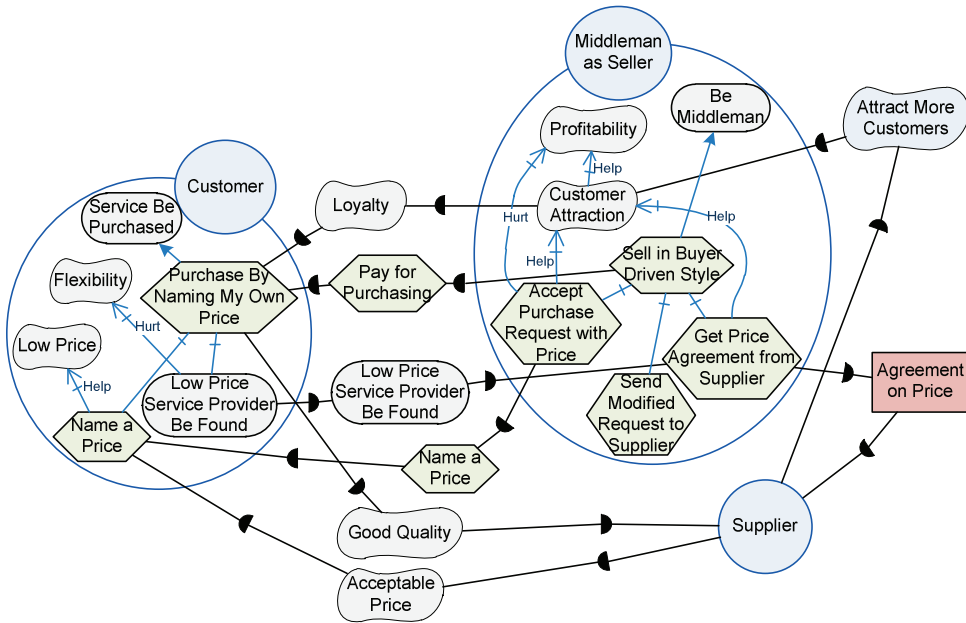 Middleman
as Seller
Be
Middleman
Profitability
Attract More
Customers
Help
Customer
Loyalty
Customer
Attraction
Service Be
Purchased
Hurt
Help
Sell in Buyer
Driven Style
Help
Flexibility
Purchase By
Naming My Own
Price
Pay for
Purchasing
Accept
Purchase
Request with
Price
Hurt
Low Price
Get Price
Agreement from
Supplier
Help
Low Price
Service Provider
Be Found
Low Price
Service Provider
Be Found
Send
Modified
Request to
Supplier
Agreement
on Price
Name a
Price
Name a
Price
Good Quality
Supplier
Acceptable
Price